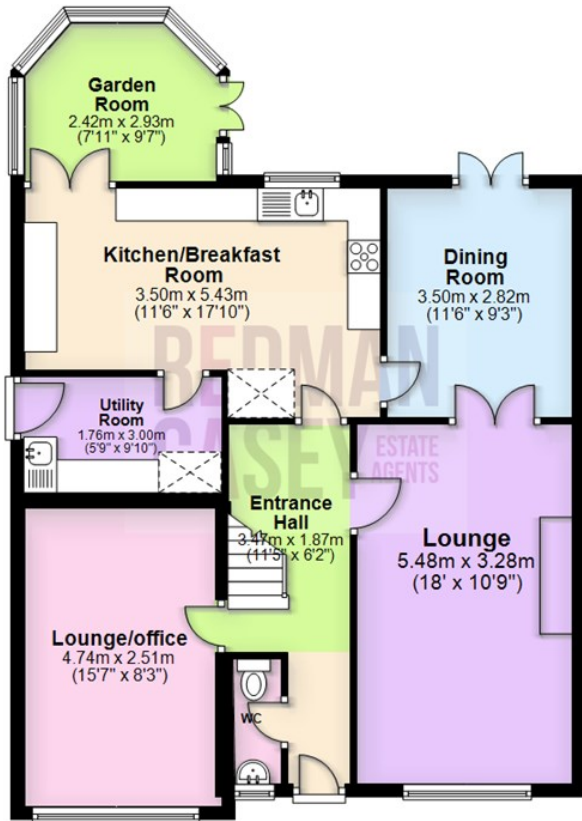 Garden
Room
2.42m x 2.93m
(7'11" x 9'7")
Kitchen/Breakfast
Room
3.50m x 5.43m
(11'6" x 17'10")
Dining
Room
3.50m x 2.82m
(11'6" x 9'3")
REDMAN
CASEY
ESTATE
AGENTS
Utility
Room
1.76m x 3.00m
(5'9" x 9'10")
Entrance
Hall
3.47m x 1.87m
(11'5" x 6'2")
Lounge
5.48m x 3.28m
(18' x 10'9")
Lounge/office
4.74m x 2.51m
(15'7" x 8'3")
WC